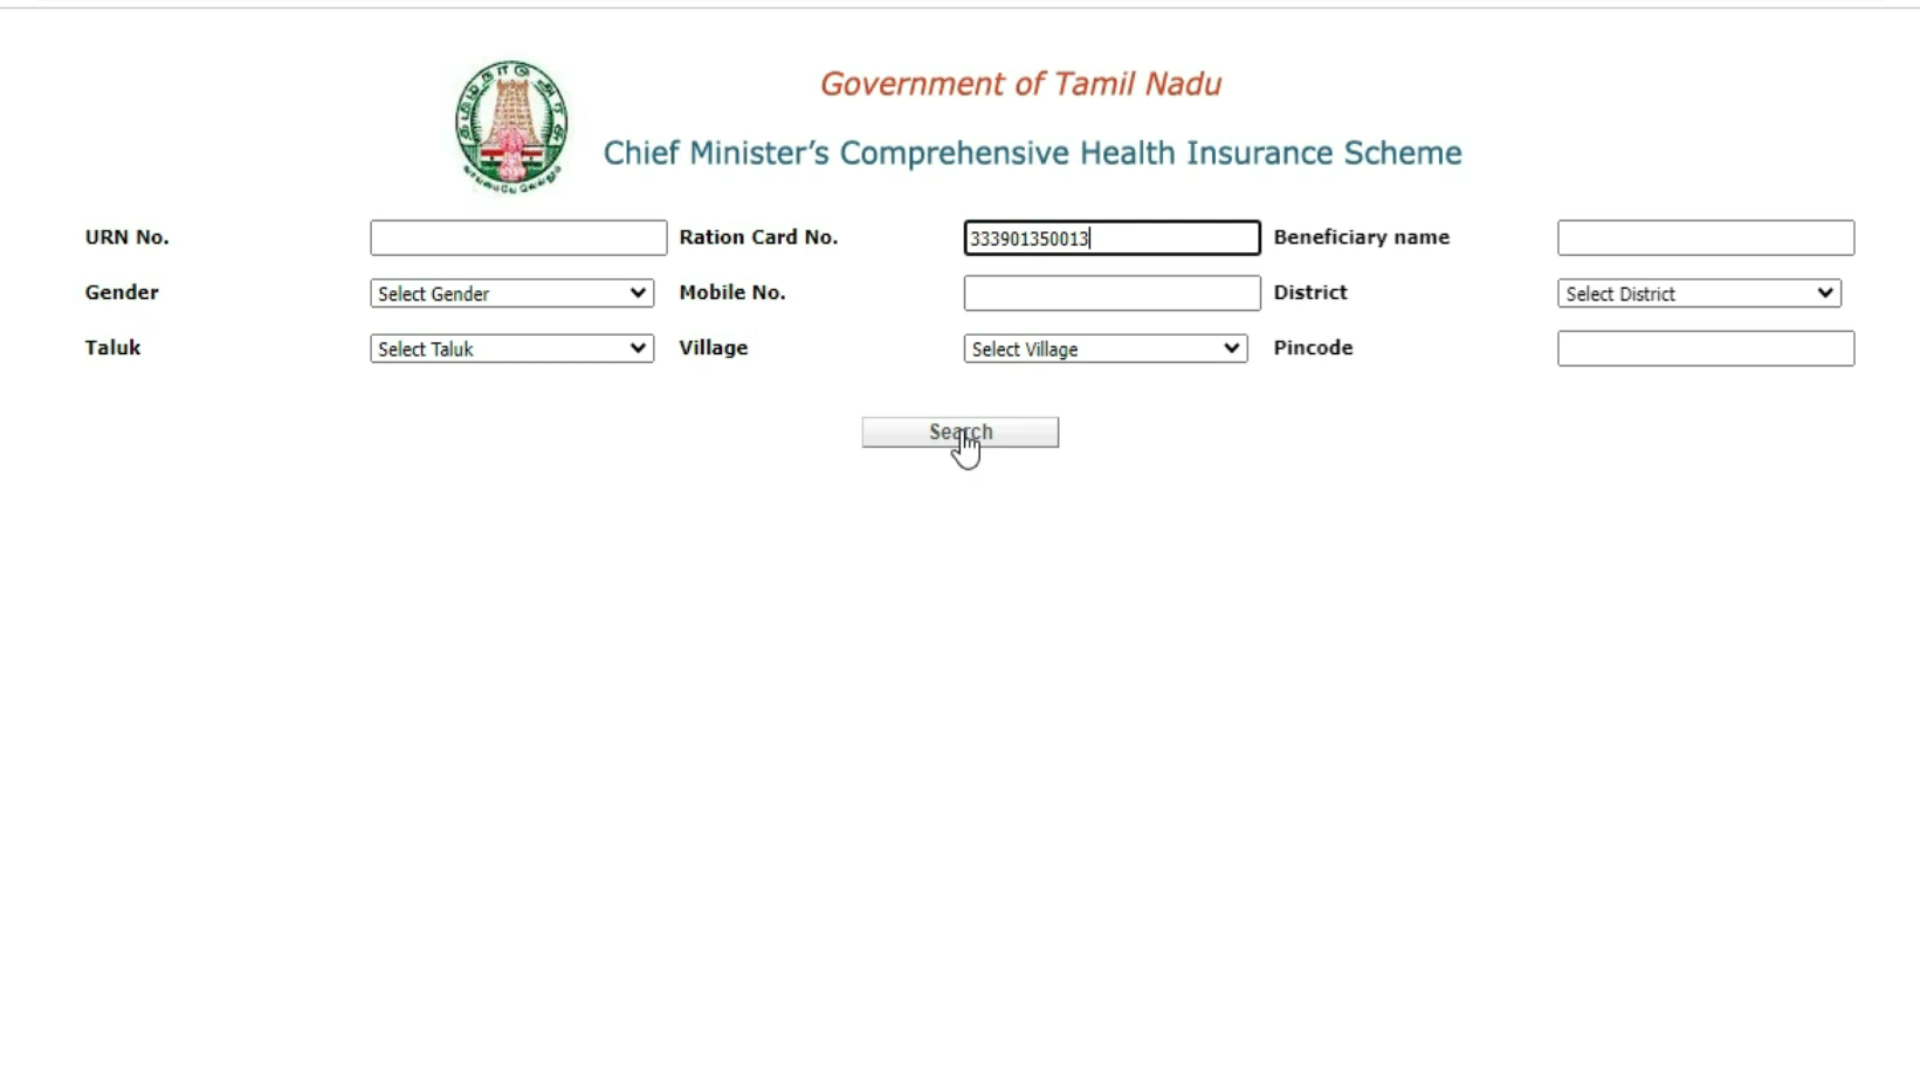 Government of Tamil Nadu
Chief Minister's Comprehensive Health Insurance Scheme
URN No. Ration Card No. 333901350013 Beneficiary name
Gender Select Gender Mobile No. District Select District
Taluk Select Taluk Village Select Village Pincode
Search